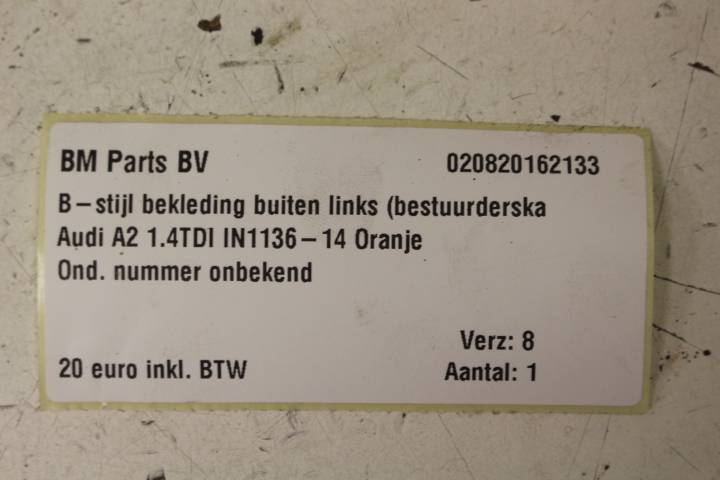 BM Parts BV 020820162133
B-stijl bekleding buiten links (bestuurderska
Audi A2 1.4TDI IN1136-14 Oranje
Ond. nummer onbekend
Verz: 8
20 euro inkl. BTW Aantal: 1